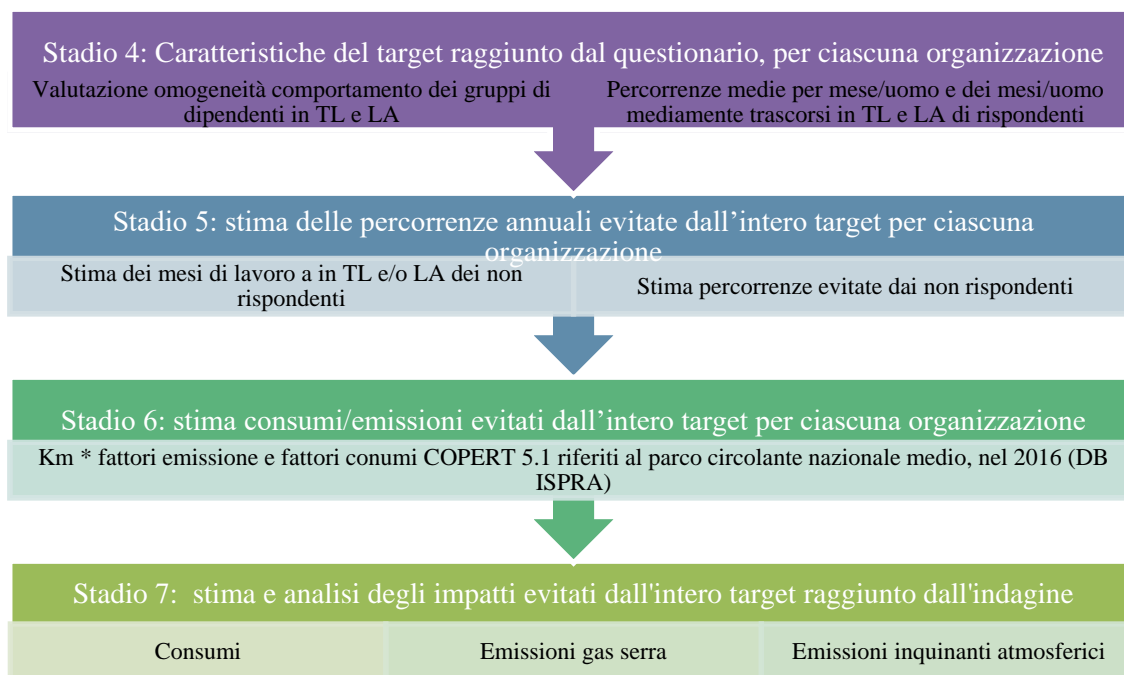 Stadio 4: Caratteristiche del target raggiunto dal questionario, per ciascuna organizzazione
Valutazione omogeneità comportamento dei gruppi di
dipendenti in TL e LA
Percorrenze medie per mese/uomo e dei mesi/uomo
mediamente trascorsi in TL e LA di rispondenti
Stadio 5: stima delle percorrenze annuali evitate dall’intero target per ciascuna
organizzazione
Stima dei mesi di lavoro a in TL e/o LA dei non
rispondenti
Stima percorrenze evitate dai non rispondenti
Stadio 6: stima consumi/emissioni evitati dall’intero target per ciascuna organizzazione
Km * fattori emissione e fattori conumi COPERT 5.1 riferiti al parco circolante nazionale medio, nel 2016 (DB
ISPRA)
Stadio 7: stima e analisi degli impatti evitati dall'intero target raggiunto dall'indagine
Consumi
Emissioni gas serra
Emissioni inquinanti atmosferici